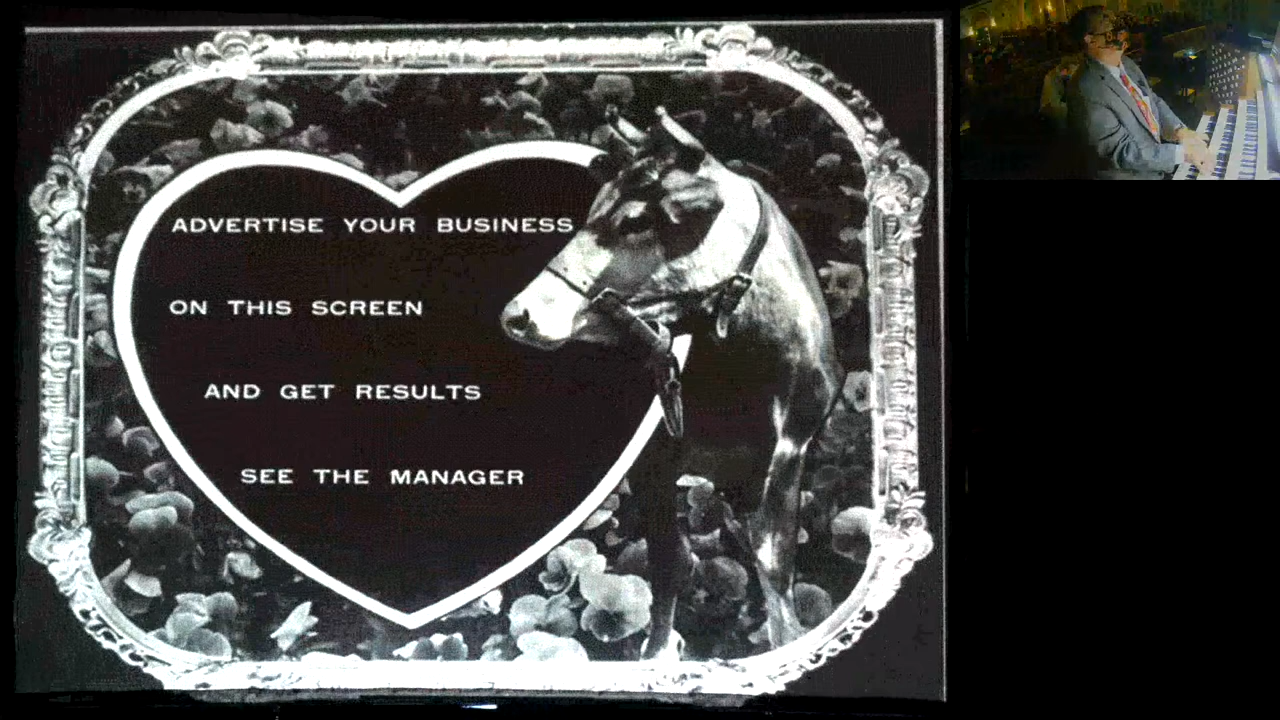 ADVERTISE YOUR BUSINESS
ON THIS SCREEN
AND GET RESULTS
SEE THE MANAGER